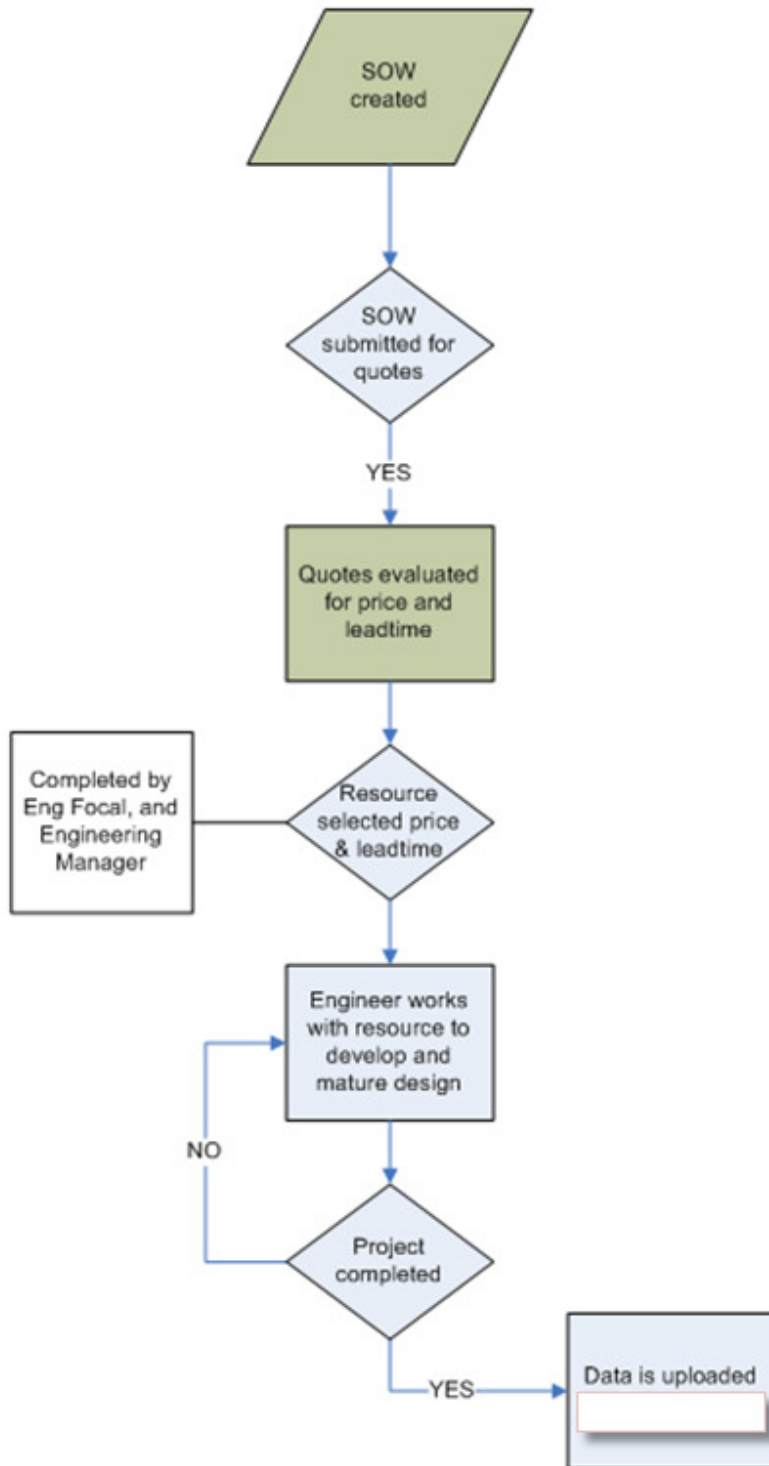 SOW
created
SOW
submitted for
quotes
YES
Quotes evaluated
for price and
leadtime
Completed by
Eng Focal, and
Engineering
Manager
Resource
selected price
& leadtime
Engineer works
with resource to
develop and
mature design
NO
Project
completed
YES
Data is uploaded